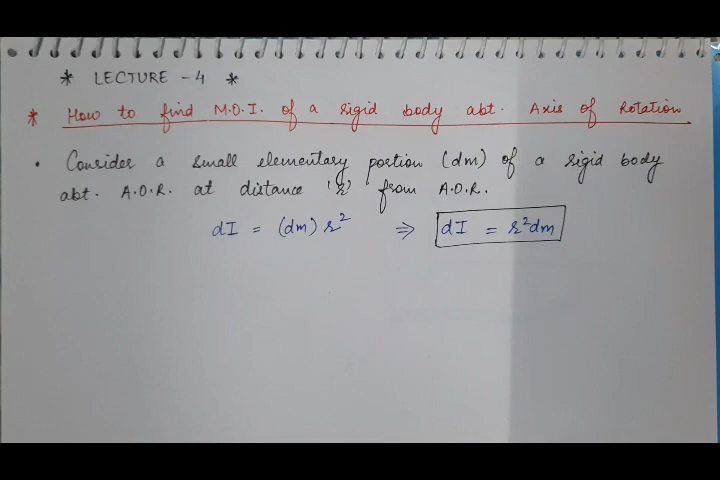 * LECTURE - 4 *
* How to find M.O.I. of a rigid body abt. Axis of Rotation
• Consider a small elementary portion (dm) of a rigid body
abt. A.O.R. at distance 'r' from A.O.R.
dI = (dm) r² ⇒ dI = r²dm